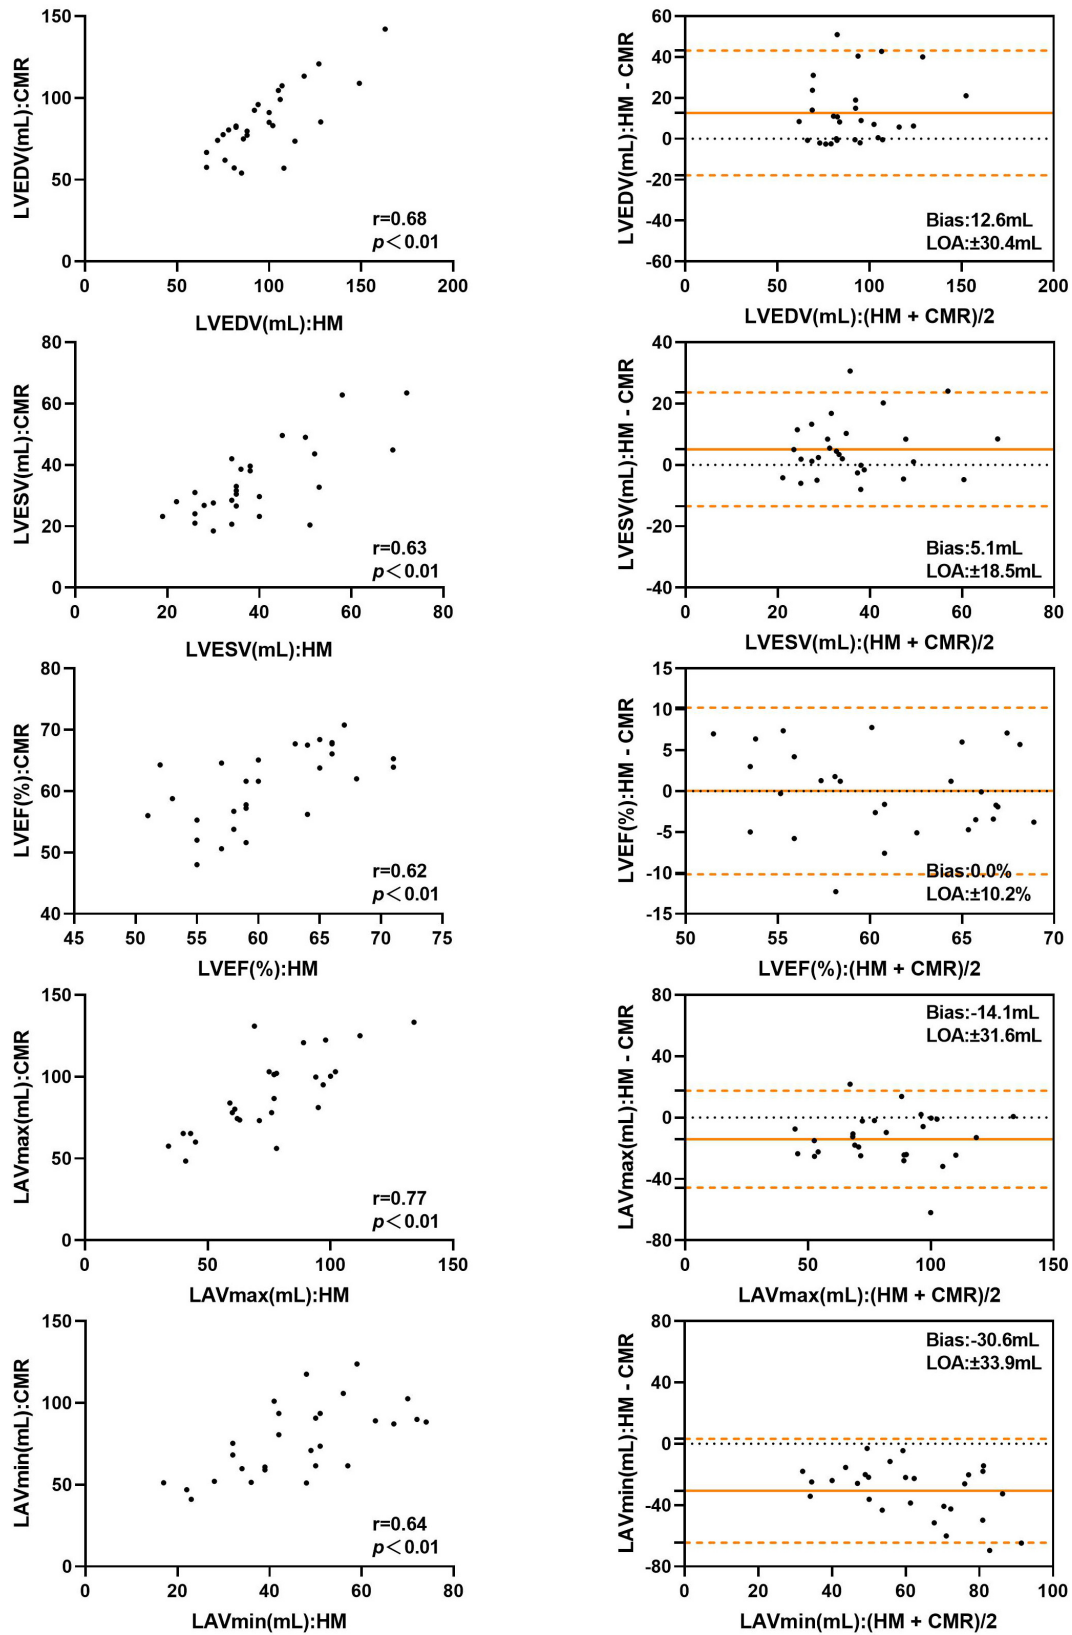 150
100
50
0
0
50
100
150
200
LVEDV(mL):CMR
LVEDV(mL):HM
r=0.68
p<0.01
60
40
20
0
-20
-40
-60
0
50
100
150
200
LVEDV(mL):HM - CMR
LVEDV(mL):(HM + CMR)/2
Bias:12.6mL
LOA:±30.4mL
80
60
40
20
0
0
20
40
60
80
LVESV(mL):CMR
LVESV(mL):HM
r=0.63
p<0.01
40
20
0
-20
-40
0
20
40
60
80
LVESV(mL):HM - CMR
LVESV(mL):(HM + CMR)/2
Bias:5.1mL
LOA:±18.5mL
80
70
60
50
40
45
50
55
60
65
70
75
LVEF(%):CMR
LVEF(%):HM
r=0.62
p<0.01
15
10
5
0
-5
-10
-15
50
55
60
65
70
LVEF(%):HM - CMR
LVEF(%):(HM + CMR)/2
Bias:0.0%
LOA:±10.2%
150
100
50
0
0
50
100
150
LAVmax(mL):CMR
LAVmax(mL):HM
r=0.77
p<0.01
80
40
0
-40
-80
0
50
100
150
LAVmax(mL):HM - CMR
LAVmax(mL):(HM + CMR)/2
Bias:-14.1mL
LOA:±31.6mL
150
100
50
0
0
20
40
60
80
LAVmin(mL):CMR
LAVmin(mL):HM
r=0.64
p<0.01
80
40
0
-40
-80
0
20
40
60
80
100
LAVmin(mL):HM - CMR
LAVmin(mL):(HM + CMR)/2
Bias:-30.6mL
LOA:±33.9mL